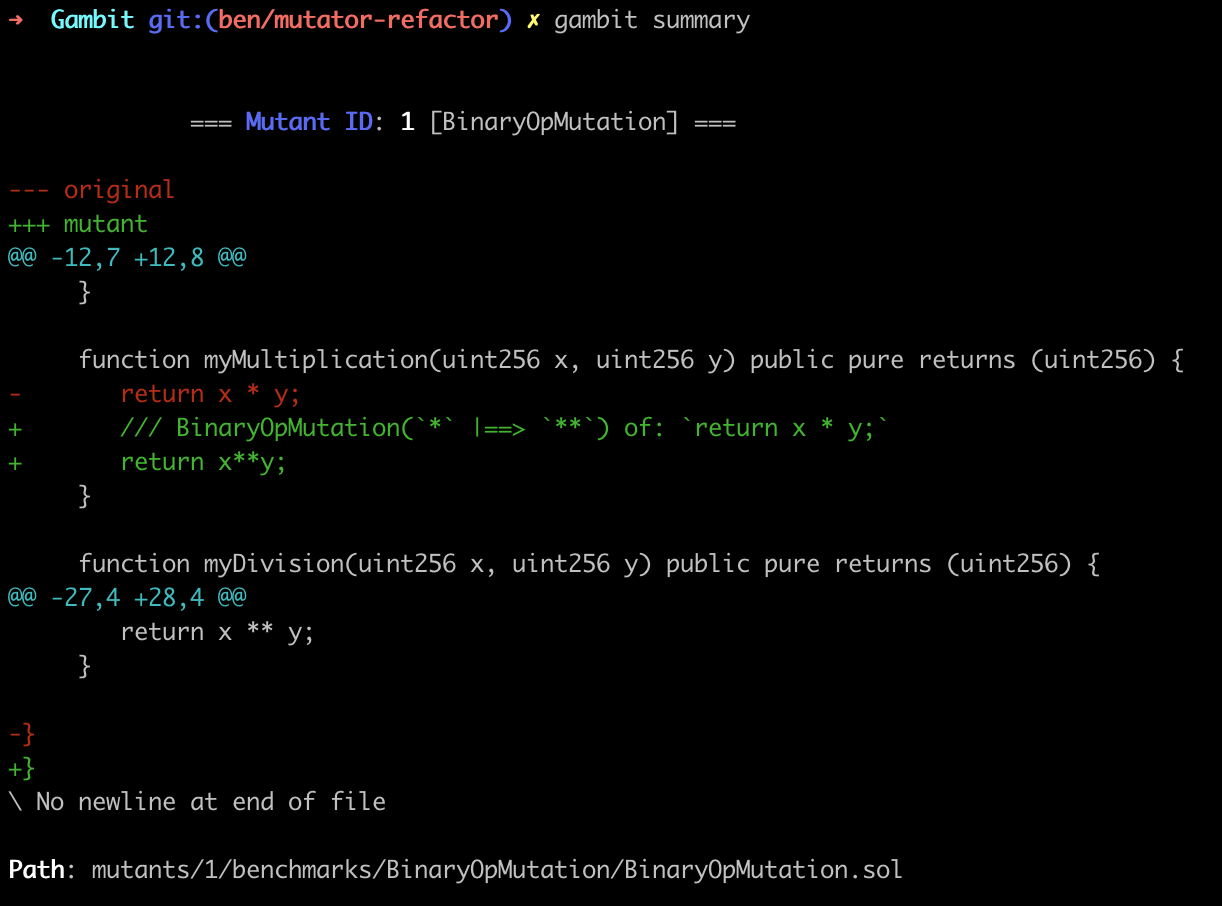 ➜  Gambit git:(ben/mutator-refactor) ✗ gambit summary
=== Mutant ID: 1 [BinaryOpMutation] ===
--- original
+++ mutant
@@ -12,7 +12,8 @@
     }
     function myMultiplication(uint256 x, uint256 y) public pure returns (uint256) {
-       return x * y;
+       /// BinaryOpMutation(`*` |==> `**`) of: `return x * y;`
+       return x**y;
     }
     function myDivision(uint256 x, uint256 y) public pure returns (uint256) {
@@ -27,4 +28,4 @@
        return x ** y;
     }
-}
+}
\ No newline at end of file
Path: mutants/1/benchmarks/BinaryOpMutation/BinaryOpMutation.sol